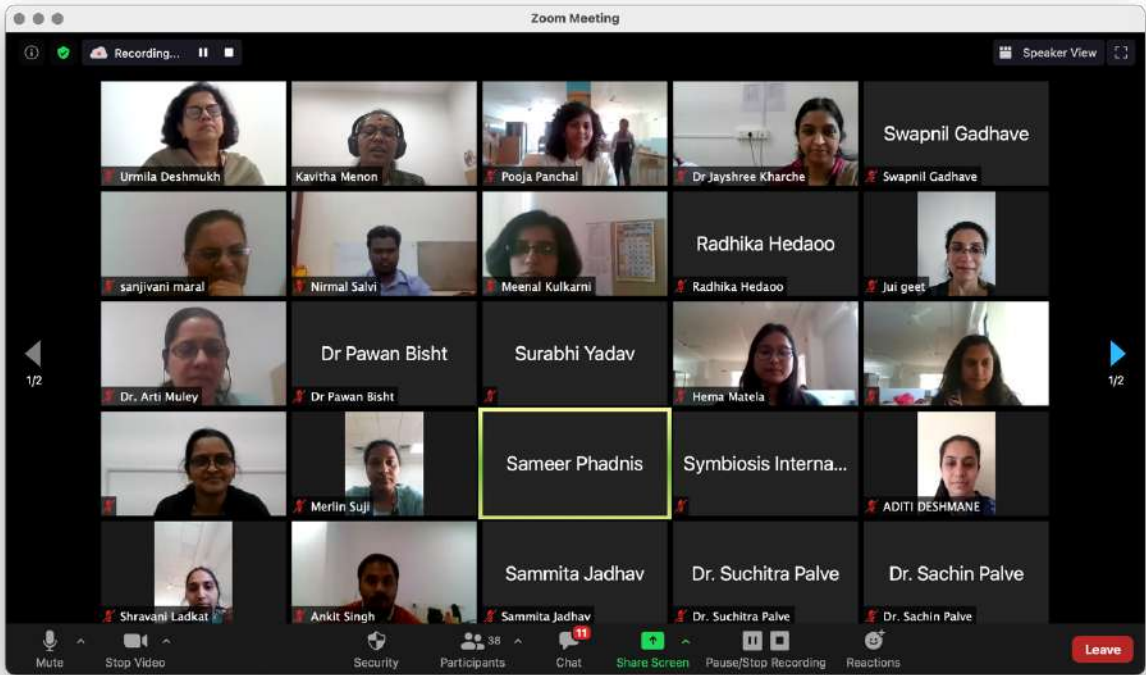 Zoom Meeting
Recording...
Speaker View
Swapnil Gadhave
Urmila Deshmukh
Kavitha Menon
Pooja Panchal
Dr Jayshree Kharche
Swapnil Gadhave
Radhika Hedaoo
sanjivani maral
Nirmal Salvi
Meenal Kulkarni
Radhika Hedaoo
Jui geet
Dr Pawan Bisht
Surabhi Yadav
1/2
1/2
Dr. Arti Muley
Dr Pawan Bisht
Hema Matela
Sameer Phadnis
Symbiosis Interna...
Merlin Suji
ADITI DESHMANE
Sammita Jadhav
Dr. Suchitra Palve
Dr. Sachin Palve
Shravani Ladkat
Ankit Singh
Sammita Jadhav
Dr. Suchitra Palve
Dr. Sachin Palve
38
11
Mute
Stop Video
Security
Participants
Chat
Share Screen
Pause/Stop Recording
Reactions
Leave